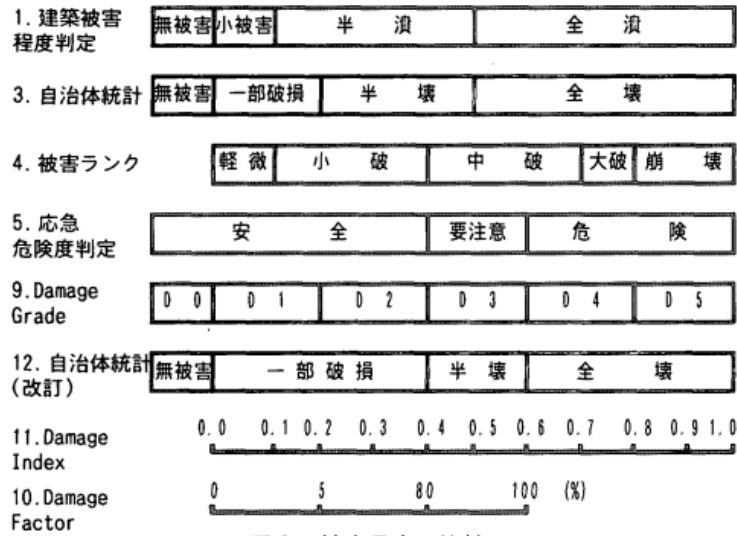 1. 建築被害
程度判定
無被害 小被害 半 潰 全 潰
3. 自治体統計 無被害 一部破損 半 壊 全 壊
4. 被害ランク 軽 微 小 破 中 破 大破 崩 壊
5. 応急
危険度判定
安 全 要注意 危 険
9.Damage
Grade
D 0 D 1 D 2 D 3 D 4 D 5
12. 自治体統計
(改訂)
無被害 一 部 破 損 半 壊 全 壊
0.0 0.1 0.2 0.3 0.4 0.5 0.6 0.7 0.8 0.9 1.0
11.Damage
Index
0 5 80 100 (%)
10.Damage
Factor